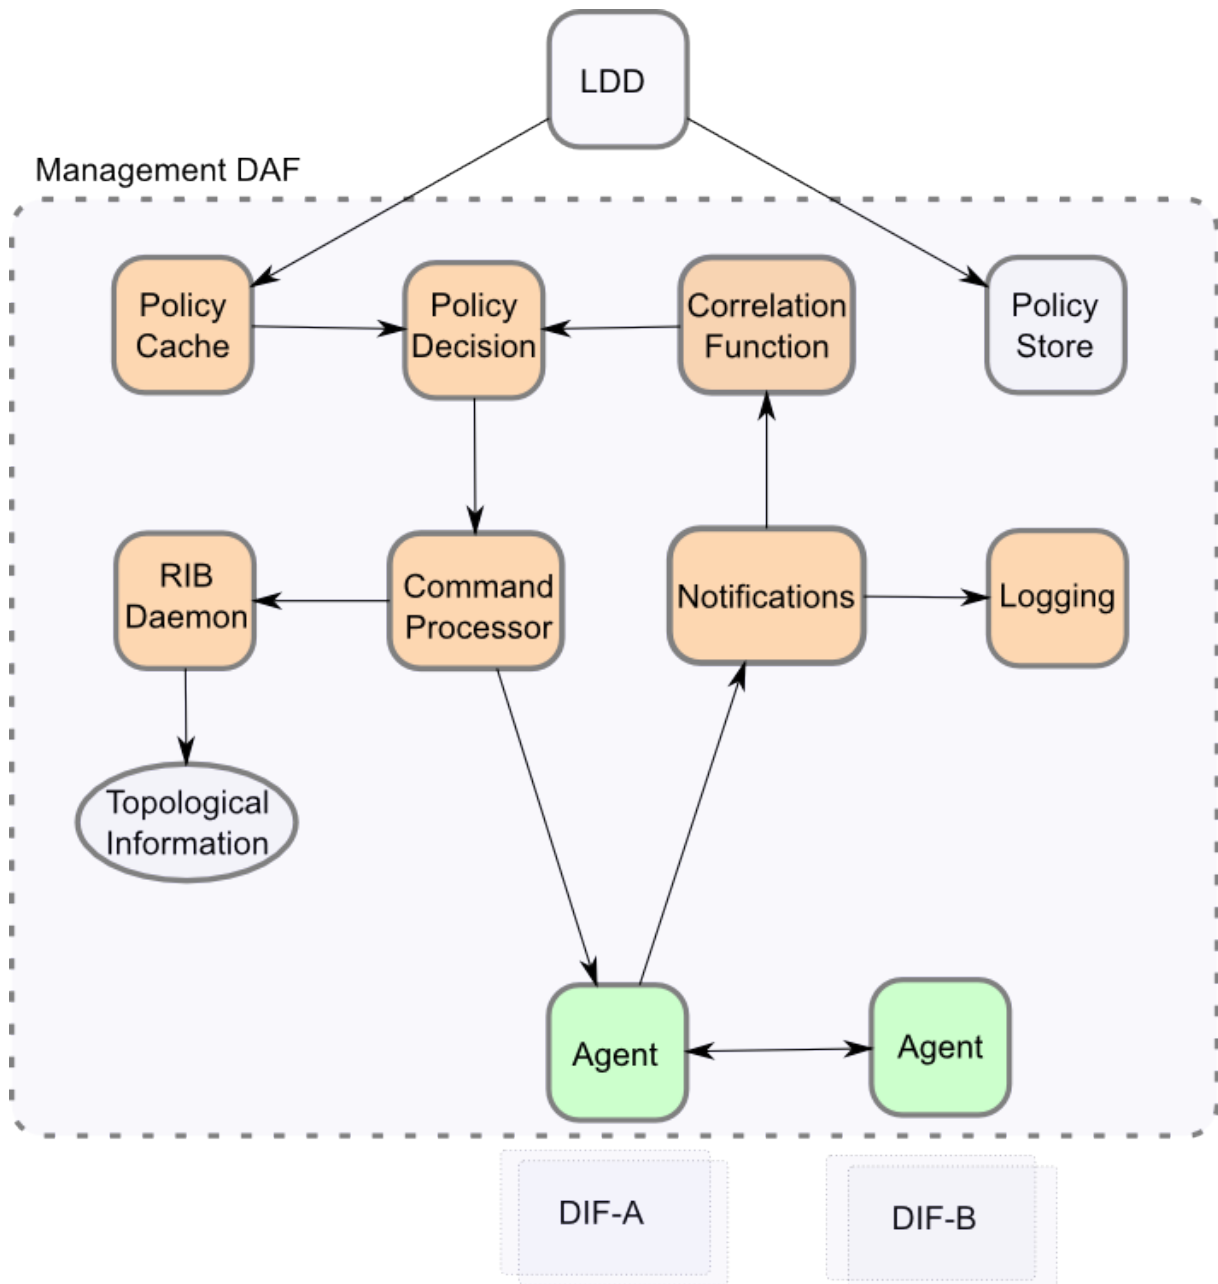 LDD
Management DAF
Policy
Cache
Policy
Decision
Correlation
Function
Policy
Store
RIB
Daemon
Command
Processor
Notifications
Logging
Topological
Information
Agent
Agent
DIF-A
DIF-B